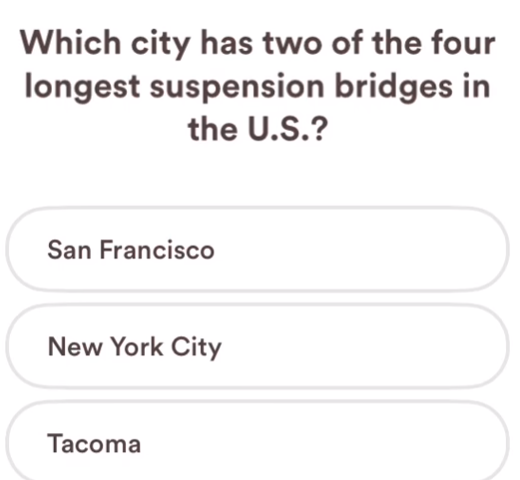 Which city has two of the four
longest suspension bridges in
the U.S.?
San Francisco
New York City
Tacoma